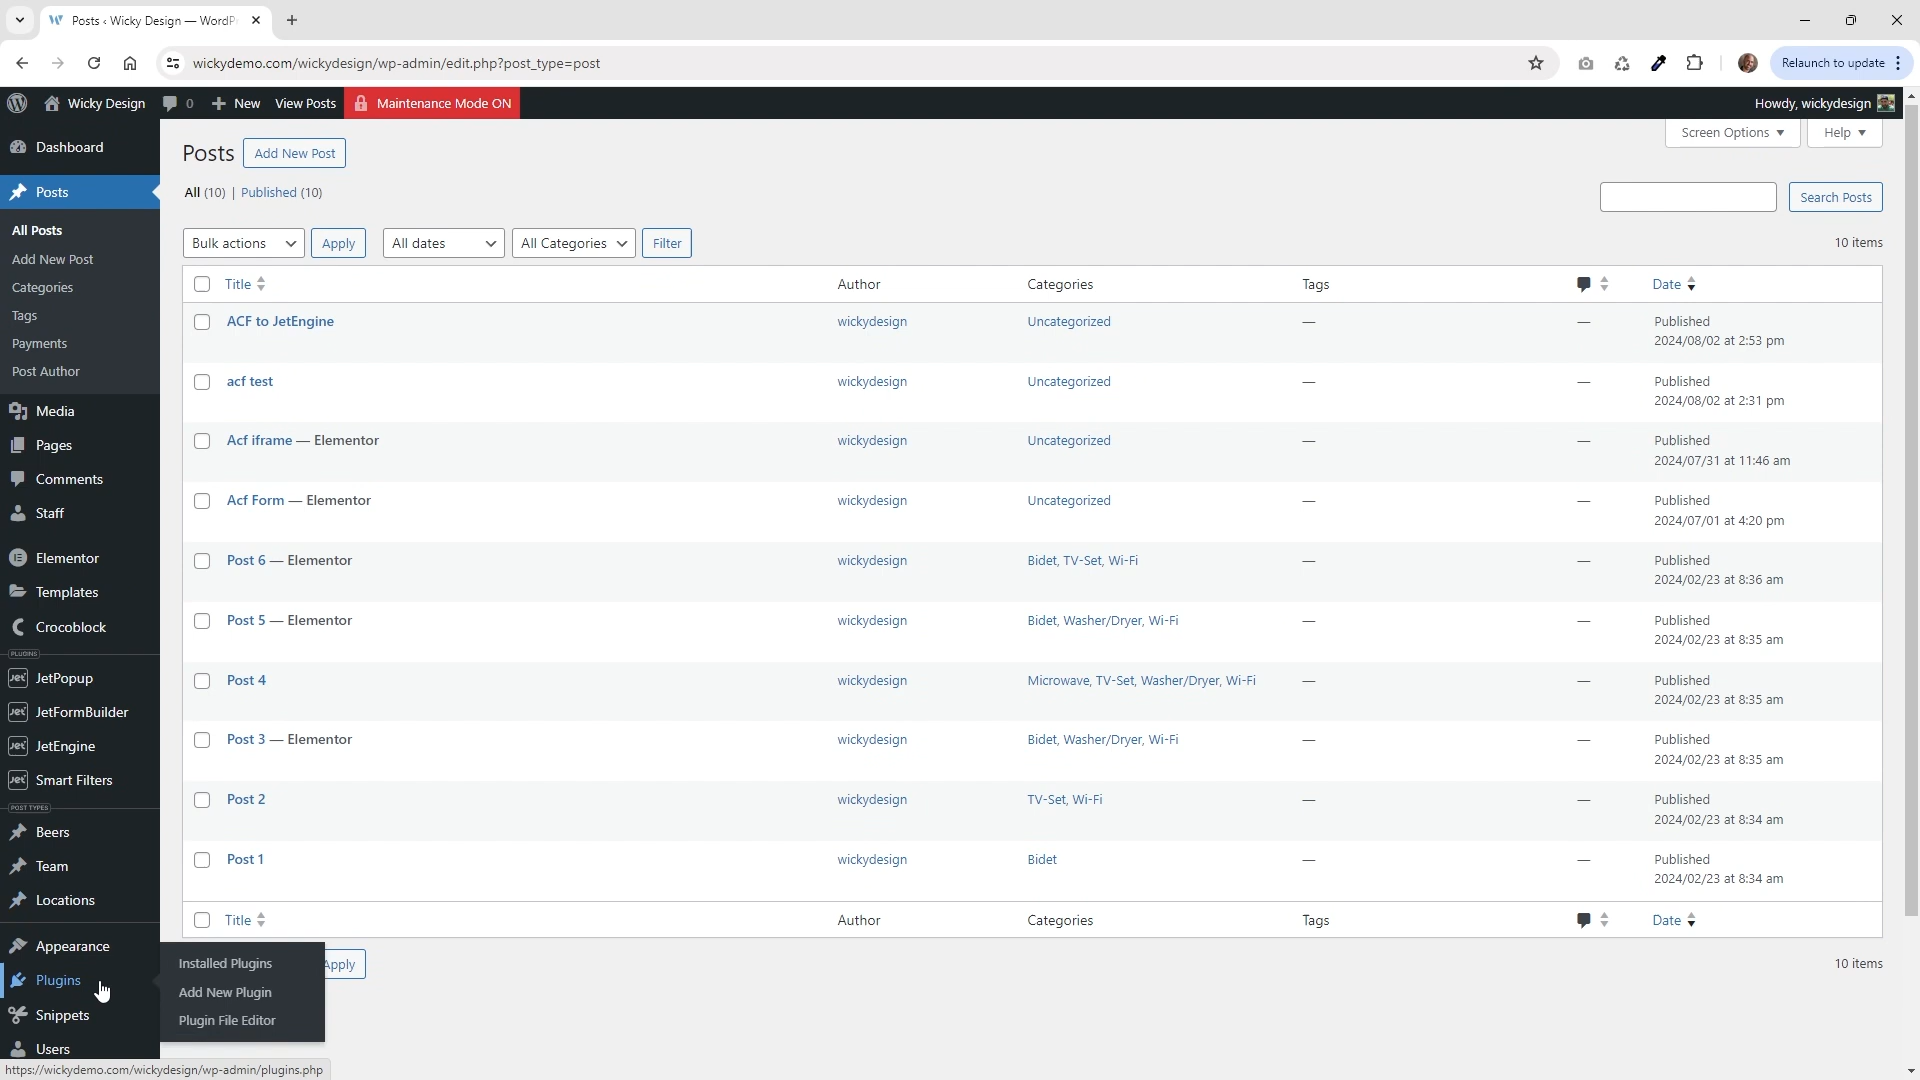 Posts ‹ Wicky Design — WordP
wickydemo.com/wickydesign/wp-admin/edit.php?post_type=post
Relaunch to update
Wicky Design
0
New
View Posts
Maintenance Mode ON
Howdy, wickydesign
Dashboard
Posts
All Posts
Add New Post
Categories
Tags
Payments
Post Author
Media
Pages
Comments
Staff
Elementor
Templates
Crocoblock
PLUGINS
Jet JetPopup
Jet JetFormBuilder
Jet JetEngine
Jet Smart Filters
POST TYPES
Beers
Team
Locations
Appearance
Plugins
Snippets
Users
Installed Plugins
Add New Plugin
Plugin File Editor
Screen Options
Help
Posts
Add New Post
All (10) | Published (10)
Search Posts
Bulk actions
Apply
All dates
All Categories
Filter
10 items
Title Author Categories Tags Date
ACF to JetEngine wickydesign Uncategorized — — Published
2024/08/02 at 2:53 pm
acf test wickydesign Uncategorized — — Published
2024/08/02 at 2:31 pm
Acf iframe — Elementor wickydesign Uncategorized — — Published
2024/07/31 at 11:46 am
Acf Form — Elementor wickydesign Uncategorized — — Published
2024/07/01 at 4:20 pm
Post 6 — Elementor wickydesign Bidet, TV-Set, Wi-Fi — — Published
2024/02/23 at 8:36 am
Post 5 — Elementor wickydesign Bidet, Washer/Dryer, Wi-Fi — — Published
2024/02/23 at 8:35 am
Post 4 wickydesign Microwave, TV-Set, Washer/Dryer, Wi-Fi — — Published
2024/02/23 at 8:35 am
Post 3 — Elementor wickydesign Bidet, Washer/Dryer, Wi-Fi — — Published
2024/02/23 at 8:35 am
Post 2 wickydesign TV-Set, Wi-Fi — — Published
2024/02/23 at 8:34 am
Post 1 wickydesign Bidet — — Published
2024/02/23 at 8:34 am
Title Author Categories Tags Date
Apply
10 items
https://wickydemo.com/wickydesign/wp-admin/plugins.php